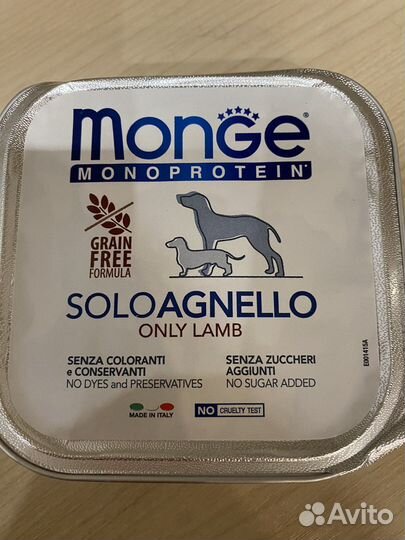 Monge®
MONOPROTEIN
GRAIN
FREE
FORMULA
SOLOAGNELLO
ONLY LAMB
SENZA COLORANTI
e CONSERVANTI
NO DYES and PRESERVATIVES
SENZA ZUCCHERI
AGGIUNTI
NO SUGAR ADDED
MADE IN ITALY
NO CRUELTY TEST
E001415A
Avito